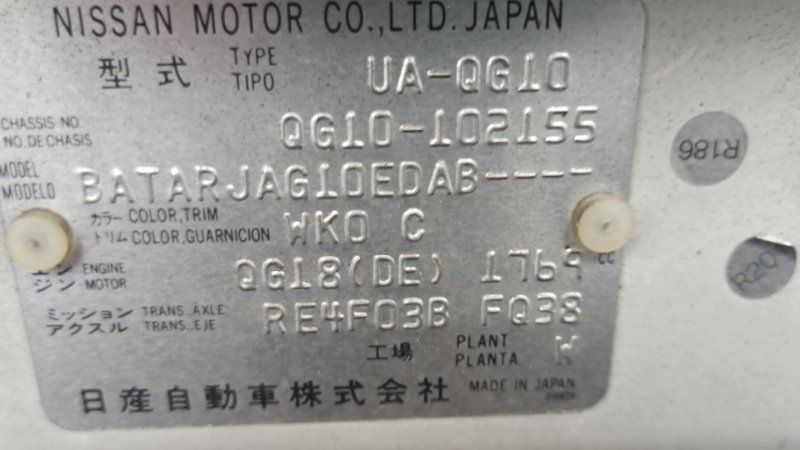 NISSAN MOTOR CO.,LTD. JAPAN
型式 TYPE TIPO UA-QG10
CHASSIS NO. NO. DE CHASIS QG10-102155
MODEL MODELO BATARJAG10EDAB----
カラー COLOR,TRIM トリム COLOR,GUARNICION WK0 C
エンジン ENGINE MOTOR QG18(DE) 1769 CC
ミッション TRANS.,AXLE アクスル TRANS.,EJE RE4F03B FQ38
工場 PLANT PLANTA W
日産自動車株式会社 MADE IN JAPAN
R186
R20